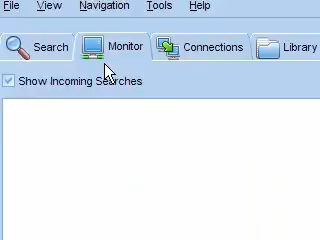 File View Navigation Tools Help
Search Monitor Connections Library
Show Incoming Searches